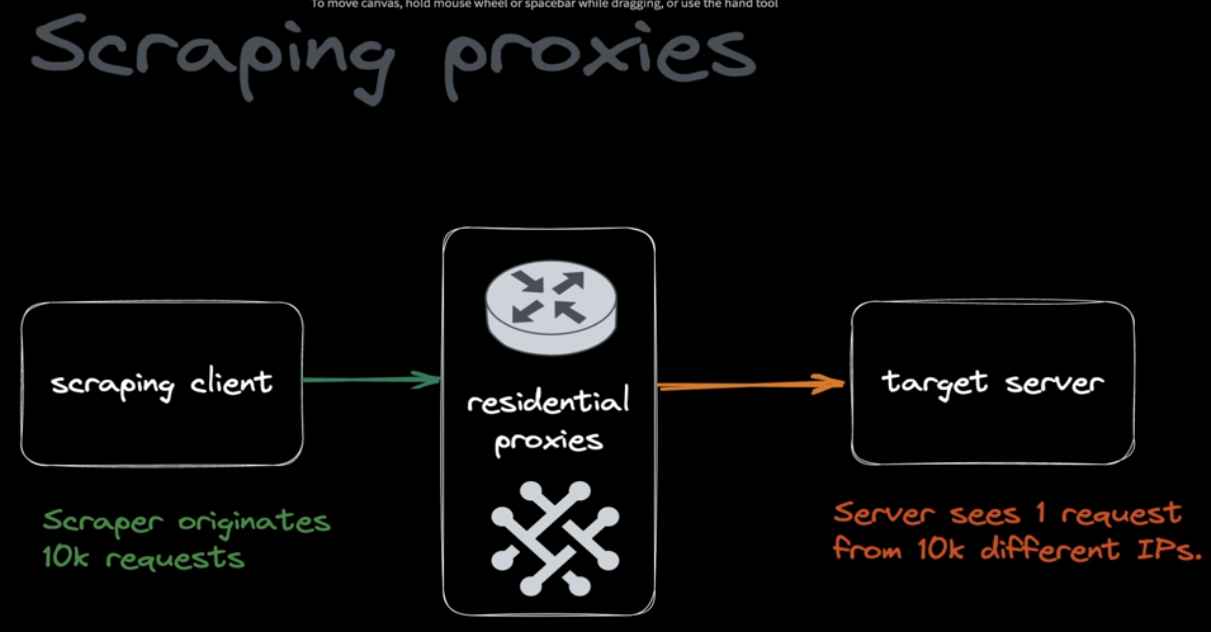 To move canvas, hold mouse wheel or spacebar while dragging, or use the hand tool
Scraping proxies
scraping client
residential
proxies
target server
Scraper originates
10k requests
Server sees 1 request
from 10k different IPs.